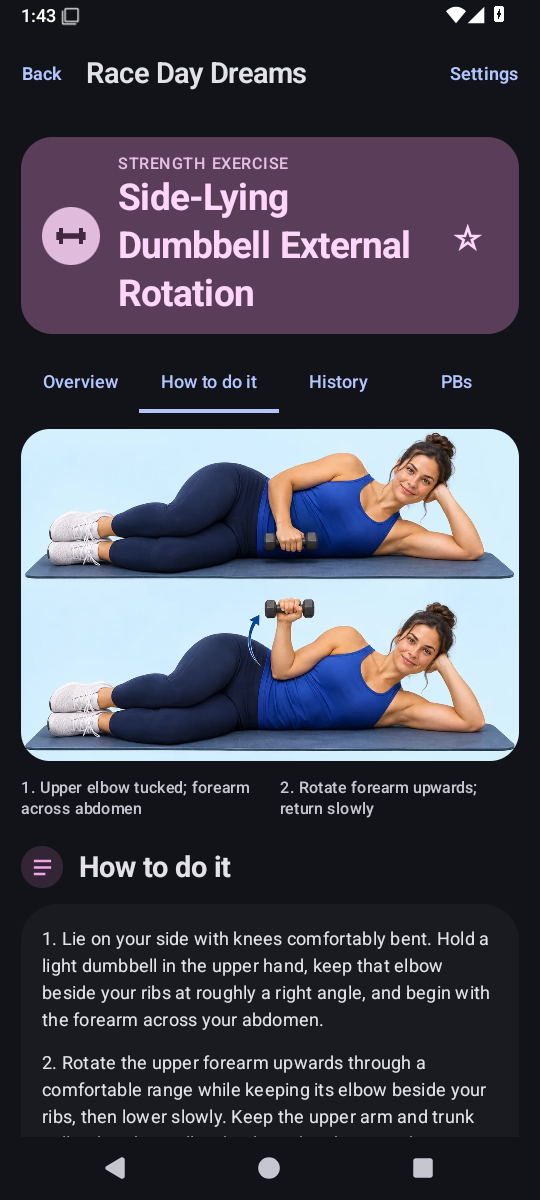 1:43
Back
Race Day Dreams
Settings
STRENGTH EXERCISE
Side-Lying
Dumbbell External
Rotation
Overview
How to do it
History
PBs
1. Upper elbow tucked; forearm
across abdomen
2. Rotate forearm upwards;
return slowly
How to do it
1. Lie on your side with knees comfortably bent. Hold a
light dumbbell in the upper hand, keep that elbow
beside your ribs at roughly a right angle, and begin with
the forearm across your abdomen.
2. Rotate the upper forearm upwards through a
comfortable range while keeping its elbow beside your
ribs, then lower slowly. Keep the upper arm and trunk